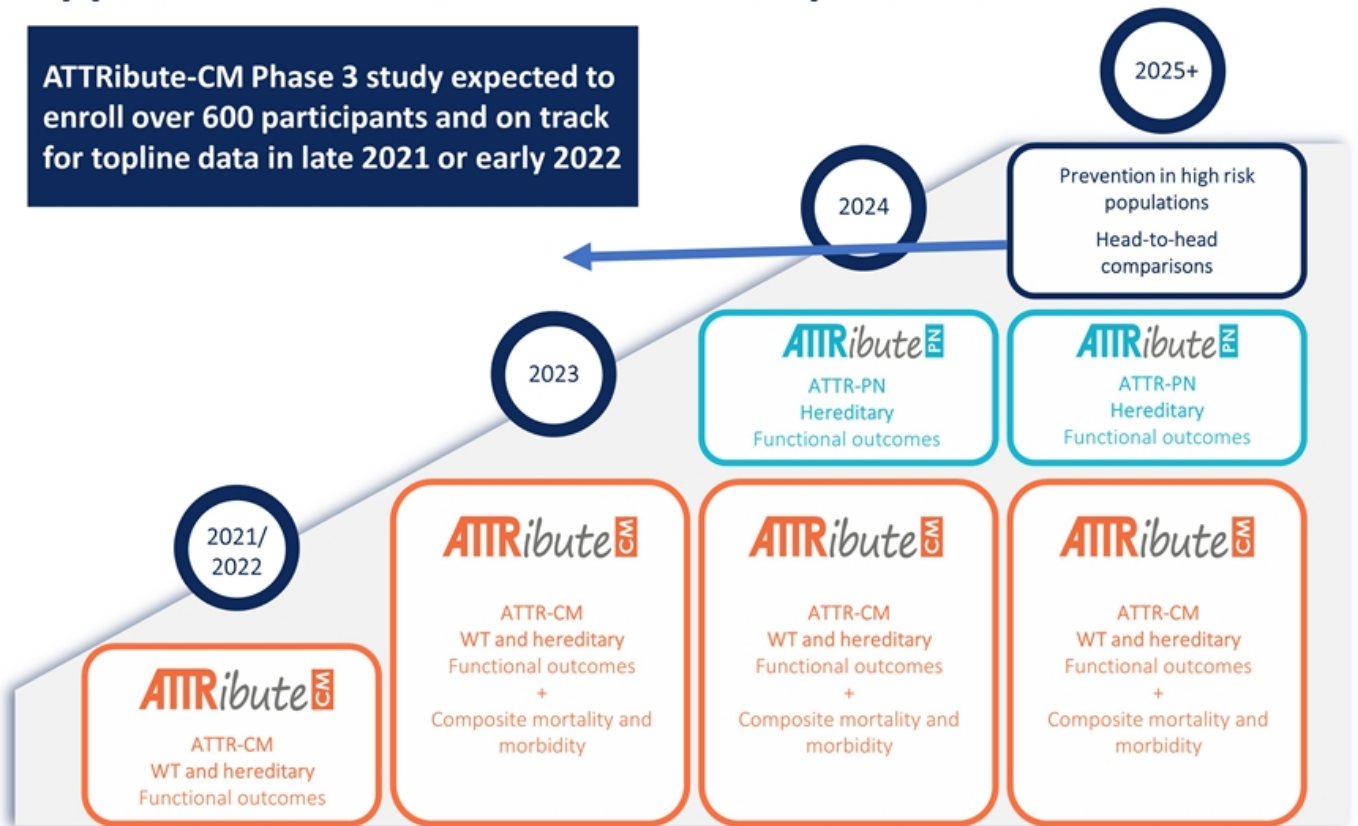 ATTRibute-CM Phase 3 study expected to
enroll over 600 participants and on track
for topline data in late 2021 or early 2022
2025+
Prevention in high risk
populations
Head-to-head
comparisons
2024
ATTRibute PN
ATTR-PN
Hereditary
Functional outcomes
ATTRibute PN
ATTR-PN
Hereditary
Functional outcomes
2023
ATTRibute CM
ATTR-CM
WT and hereditary
Functional outcomes
+
Composite mortality and
morbidity
ATTRibute CM
ATTR-CM
WT and hereditary
Functional outcomes
+
Composite mortality and
morbidity
ATTRibute CM
ATTR-CM
WT and hereditary
Functional outcomes
+
Composite mortality and
morbidity
2021/
2022
ATTRibute CM
ATTR-CM
WT and hereditary
Functional outcomes